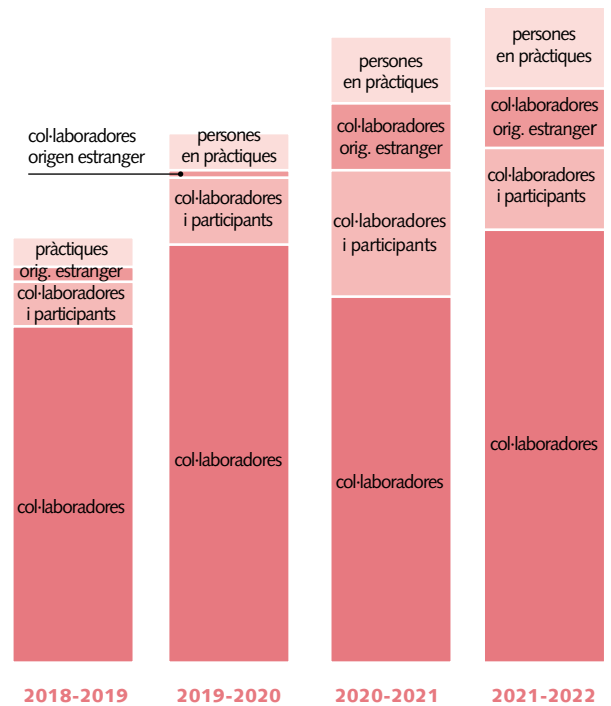 pràctiques
orig. estranger
col·laboradores
i participants
col·laboradores
2018-2019
col·laboradores
origen estranger
persones
en pràctiques
col·laboradores
i participants
col·laboradores
2019-2020
persones
en pràctiques
col·laboradores
orig. estranger
col·laboradores
i participants
col·laboradores
2020-2021
persones
en pràctiques
col·laboradores
orig. estranger
col·laboradores
i participants
col·laboradores
2021-2022